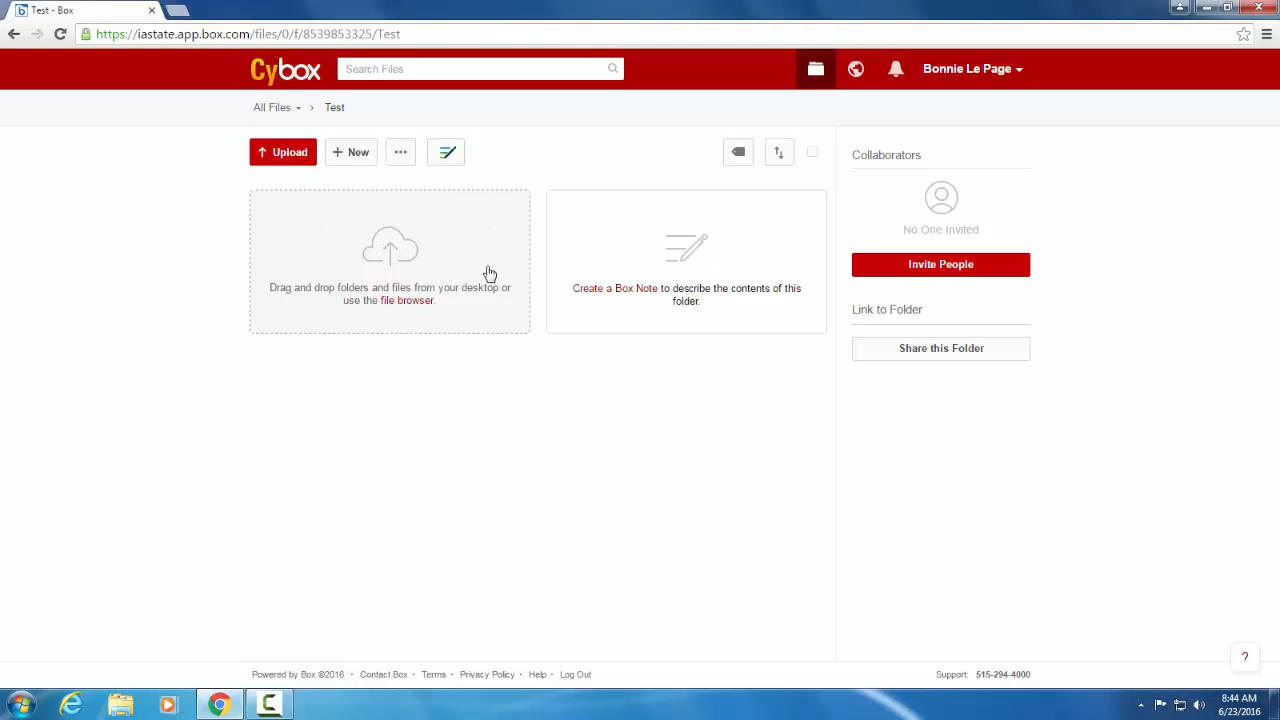 Test - Box
https://iastate.app.box.com/files/0/f/8539853325/Test
Cybox
Search Files
Bonnie Le Page
All Files › Test
Upload
+ New
Collaborators
No One Invited
Invite People
Drag and drop folders and files from your desktop or
use the file browser.
Create a Box Note to describe the contents of this
folder.
Link to Folder
Share this Folder
?
Powered by Box ©2016 • Contact Box • Terms • Privacy Policy • Help • Log Out
Support: 515-294-4000
8:44 AM
6/23/2016